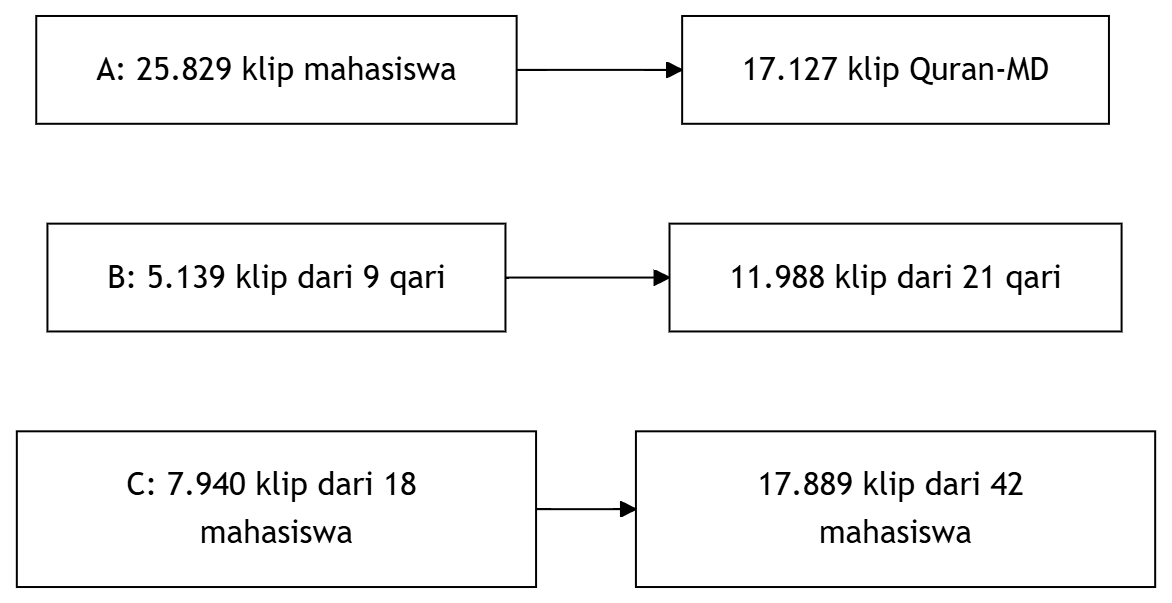 A: 25.829 klip mahasiswa
17.127 klip Quran-MD
B: 5.139 klip dari 9 qari
11.988 klip dari 21 qari
C: 7.940 klip dari 18
mahasiswa
17.889 klip dari 42
mahasiswa